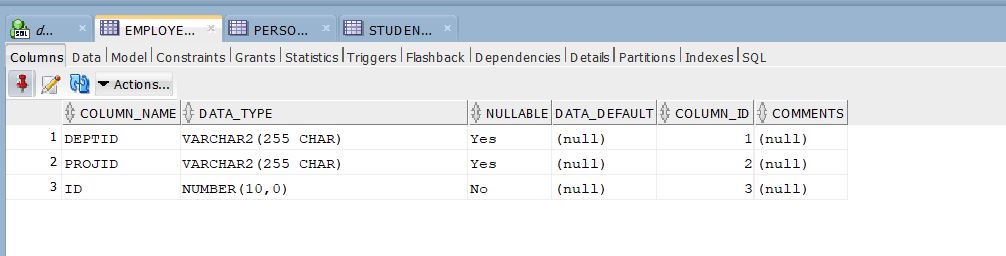 SQL d... EMPLOYE... PERSO... STUDEN...
Columns Data Model Constraints Grants Statistics Triggers Flashback Dependencies Details Partitions Indexes SQL
Actions...
COLUMN_NAME DATA_TYPE NULLABLE DATA_DEFAULT COLUMN_ID COMMENTS
1 DEPTID VARCHAR2(255 CHAR) Yes (null) 1 (null)
2 PROJID VARCHAR2(255 CHAR) Yes (null) 2 (null)
3 ID NUMBER(10,0) No (null) 3 (null)